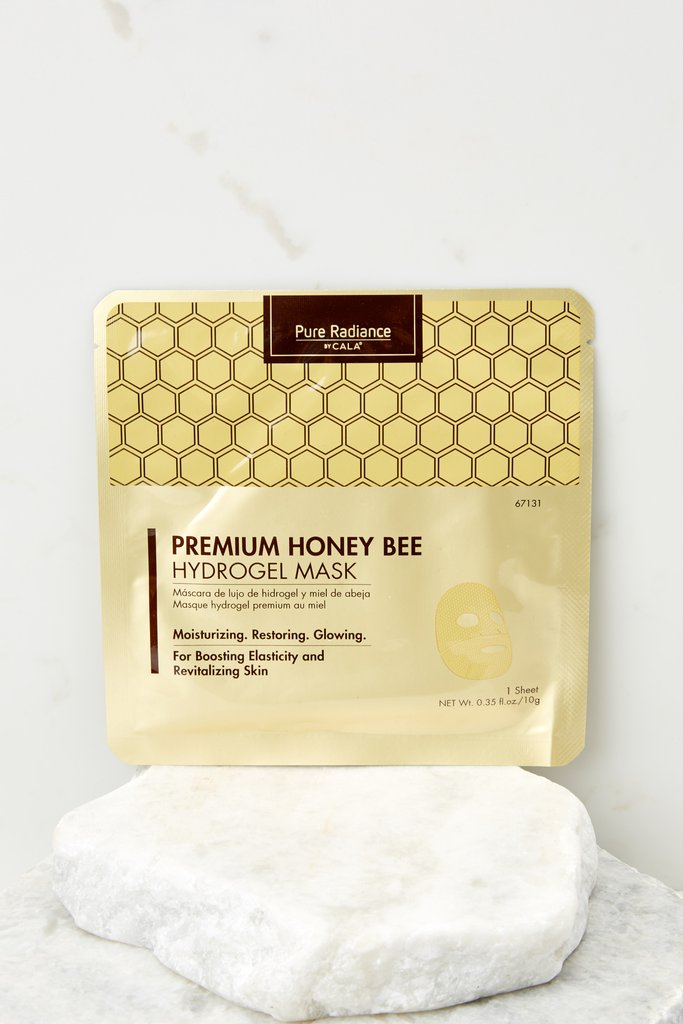 Pure Radiance
BY CALA®
67131
PREMIUM HONEY BEE
HYDROGEL MASK
Máscara de lujo de hidrogel y miel de abeja
Masque hydrogel premium au miel
Moisturizing. Restoring. Glowing.
For Boosting Elasticity and
Revitalizing Skin
1 Sheet
NET Wt. 0.35 fl.oz./10g